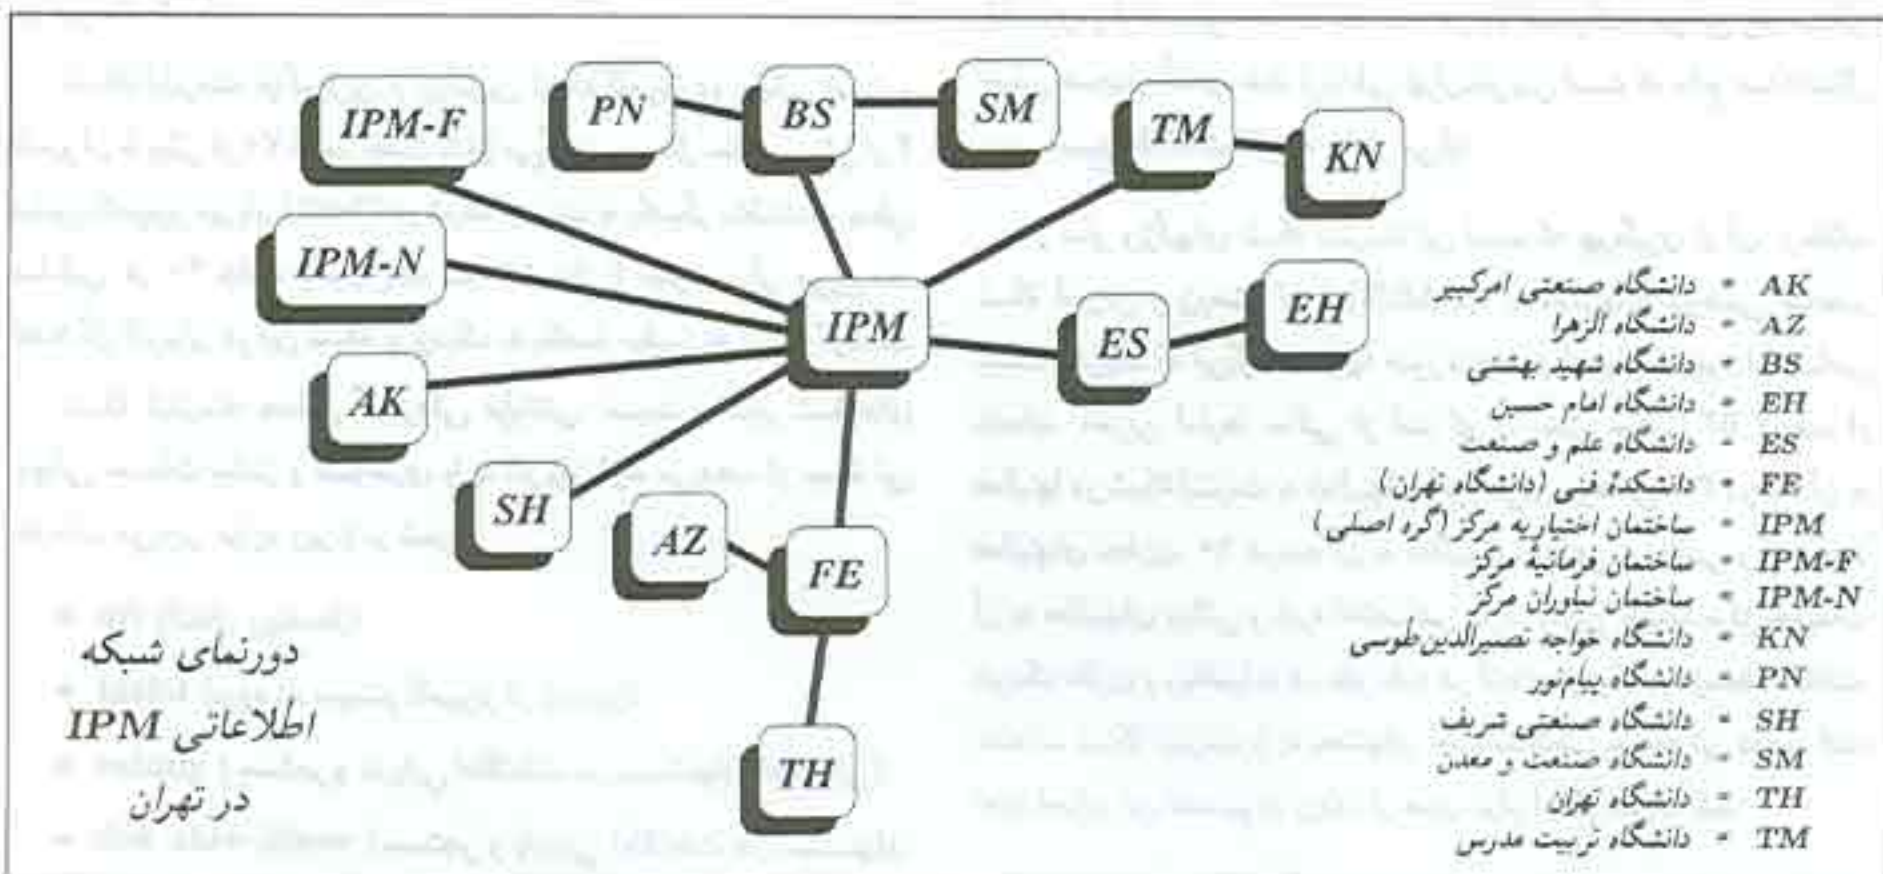 IPM-F
PN
BS
SM
TM
KN
IPM-N
IPM
ES
EH
AK
SH
AZ
FE
TH
AK - دانشگاه صنعتی امرکبیر
AZ - دانشگاه الزهرا
BS - دانشگاه شهید بهشتی
EH - دانشگاه امام حسین
ES - دانشگاه علم و صنعت
FE - دانشکدهٔ فنی (دانشگاه تهران)
IPM - ساختمان اختیاریه مرکز (گره اصلی)
IPM-F - ساختمان فرمانیهٔ مرکز
IPM-N - ساختمان نیاوران مرکز
KN - دانشگاه خواجه نصیرالدین‌طوسی
PN - دانشگاه پیام‌نور
SH - دانشگاه صنعتی شریف
SM - دانشگاه صنعت و معدن
TH - دانشگاه تهران
TM - دانشگاه تربیت مدرس
دورنمای شبکه
اطلاعاتی IPM
در تهران